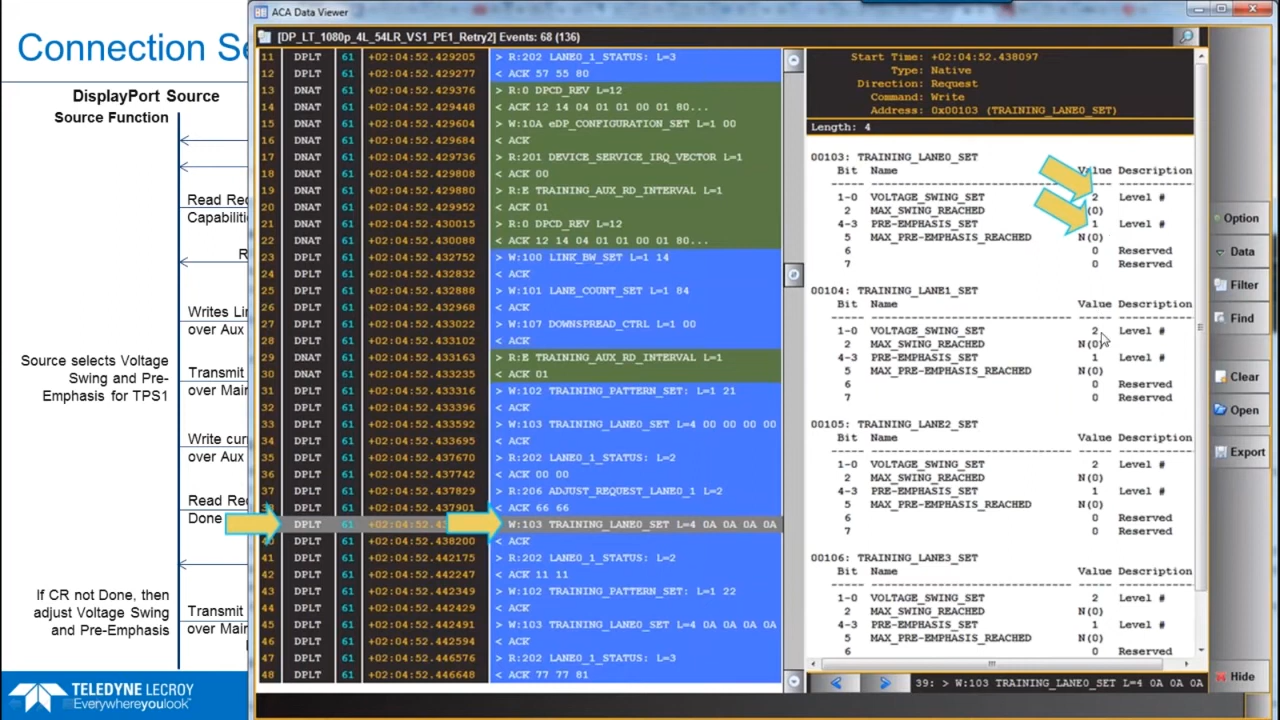 Connection Se
DisplayPort Source
Source Function
Read Req
Capabilitie
R
Writes Lin
over Aux
Source selects Voltage
Swing and Pre-
Emphasis for TPS1
Transmit
over Main
Write curr
over Aux
Read Req
Done
If CR not Done, then
adjust Voltage Swing
and Pre-Emphasis
Transmit
over Main
TELEDYNE LECROY
Everywhereyoulook™
ACA Data Viewer
[DP_LT_1080p_4L_54LR_VS1_PE1_Retry2] Events: 68 (136)
11 DPLT 61 +02:04:52.429205 > R:202 LANE0_1_STATUS: L=3
12 DPLT 61 +02:04:52.429277 < ACK 57 55 80
13 DNAT 61 +02:04:52.429376 > R:0 DPCD_REV L=12
14 DNAT 61 +02:04:52.429448 < ACK 12 14 04 01 01 00 01 80...
15 DNAT 61 +02:04:52.429604 > W:10A eDP_CONFIGURATION_SET L=1 00
16 DNAT 61 +02:04:52.429684 < ACK
17 DNAT 61 +02:04:52.429736 > R:201 DEVICE_SERVICE_IRQ_VECTOR L=1
18 DNAT 61 +02:04:52.429808 < ACK 00
19 DNAT 61 +02:04:52.429880 > R:E TRAINING_AUX_RD_INTERVAL L=1
20 DNAT 61 +02:04:52.429952 < ACK 01
21 DNAT 61 +02:04:52.430015 > R:0 DPCD_REV L=12
22 DNAT 61 +02:04:52.430088 < ACK 12 14 04 01 01 00 01 80...
23 DPLT 61 +02:04:52.432752 > W:100 LINK_BW_SET L=1 14
24 DPLT 61 +02:04:52.432832 < ACK
25 DPLT 61 +02:04:52.432888 > W:101 LANE_COUNT_SET L=1 84
26 DPLT 61 +02:04:52.432968 < ACK
27 DPLT 61 +02:04:52.433022 > W:107 DOWNSPREAD_CTRL L=1 00
28 DPLT 61 +02:04:52.433102 < ACK
29 DNAT 61 +02:04:52.433163 > R:E TRAINING_AUX_RD_INTERVAL L=1
30 DNAT 61 +02:04:52.433235 < ACK 01
31 DPLT 61 +02:04:52.433316 > W:102 TRAINING_PATTERN_SET: L=1 21
32 DPLT 61 +02:04:52.433396 < ACK
33 DPLT 61 +02:04:52.433592 > W:103 TRAINING_LANE0_SET L=4 00 00 00 00
34 DPLT 61 +02:04:52.433695 < ACK
35 DPLT 61 +02:04:52.437670 > R:202 LANE0_1_STATUS: L=2
36 DPLT 61 +02:04:52.437742 < ACK 00 00
37 DPLT 61 +02:04:52.437829 > R:206 ADJUST_REQUEST_LANE0_1 L=2
38 DPLT 61 +02:04:52.437901 < ACK 66 66
DPLT 61 +02:04:52.43 W:103 TRAINING_LANE0_SET L=4 0A 0A 0A 0A
40 DPLT 61 +02:04:52.438200 < ACK
41 DPLT 61 +02:04:52.442175 > R:202 LANE0_1_STATUS: L=2
42 DPLT 61 +02:04:52.442247 < ACK 11 11
43 DPLT 61 +02:04:52.442349 > W:102 TRAINING_PATTERN_SET: L=1 22
44 DPLT 61 +02:04:52.442429 < ACK
45 DPLT 61 +02:04:52.442491 > W:103 TRAINING_LANE0_SET L=4 0A 0A 0A 0A
46 DPLT 61 +02:04:52.442594 < ACK
47 DPLT 61 +02:04:52.446576 > R:202 LANE0_1_STATUS: L=3
48 DPLT 61 +02:04:52.446648 < ACK 77 77 81
Start Time: +02:04:52.438097
Type: Native
Direction: Request
Command: Write
Address: 0x00103 (TRAINING_LANE0_SET)
Length: 4
00103: TRAINING_LANE0_SET
Bit Name Value Description
1-0 VOLTAGE_SWING_SET 2 Level #
2 MAX_SWING_REACHED (0)
4-3 PRE-EMPHASIS_SET 1 Level #
5 MAX_PRE-EMPHASIS_REACHED N(0)
6 0 Reserved
7 0 Reserved
00104: TRAINING_LANE1_SET
Bit Name Value Description
1-0 VOLTAGE_SWING_SET 2 Level #
2 MAX_SWING_REACHED N(0)
4-3 PRE-EMPHASIS_SET 1 Level #
5 MAX_PRE-EMPHASIS_REACHED N(0)
6 0 Reserved
7 0 Reserved
00105: TRAINING_LANE2_SET
Bit Name Value Description
1-0 VOLTAGE_SWING_SET 2 Level #
2 MAX_SWING_REACHED N(0)
4-3 PRE-EMPHASIS_SET 1 Level #
5 MAX_PRE-EMPHASIS_REACHED N(0)
6 0 Reserved
7 0 Reserved
00106: TRAINING_LANE3_SET
Bit Name Value Description
1-0 VOLTAGE_SWING_SET 2 Level #
2 MAX_SWING_REACHED N(0)
4-3 PRE-EMPHASIS_SET 1 Level #
5 MAX_PRE-EMPHASIS_REACHED N(0)
6 0 Reserved
39: > W:103 TRAINING_LANE0_SET L=4 0A 0A 0A
Option
Data
Filter
Find
Clear
Open
Export
Hide